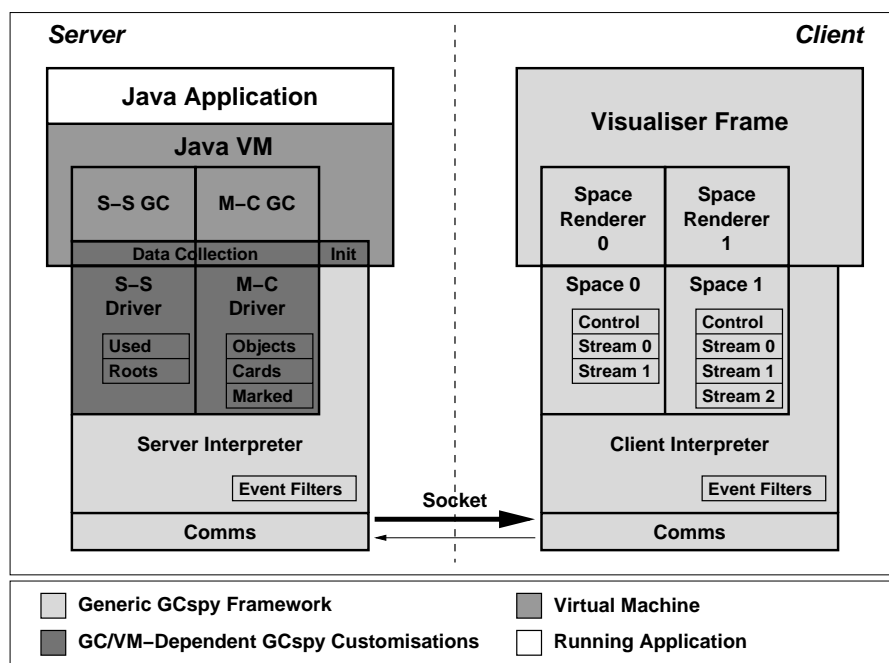 Server
Client
Java Application
Java VM
S–S GC
M–C GC
Data Collection
Init
S–S
Driver
M–C
Driver
Used
Roots
Objects
Cards
Marked
Server Interpreter
Event Filters
Comms
Socket
Visualiser Frame
Space
Renderer
0
Space
Renderer
1
Space 0
Space 1
Control
Stream 0
Stream 1
Control
Stream 0
Stream 1
Stream 2
Client Interpreter
Event Filters
Comms
Generic GCspy Framework
Virtual Machine
GC/VM–Dependent GCspy Customisations
Running Application